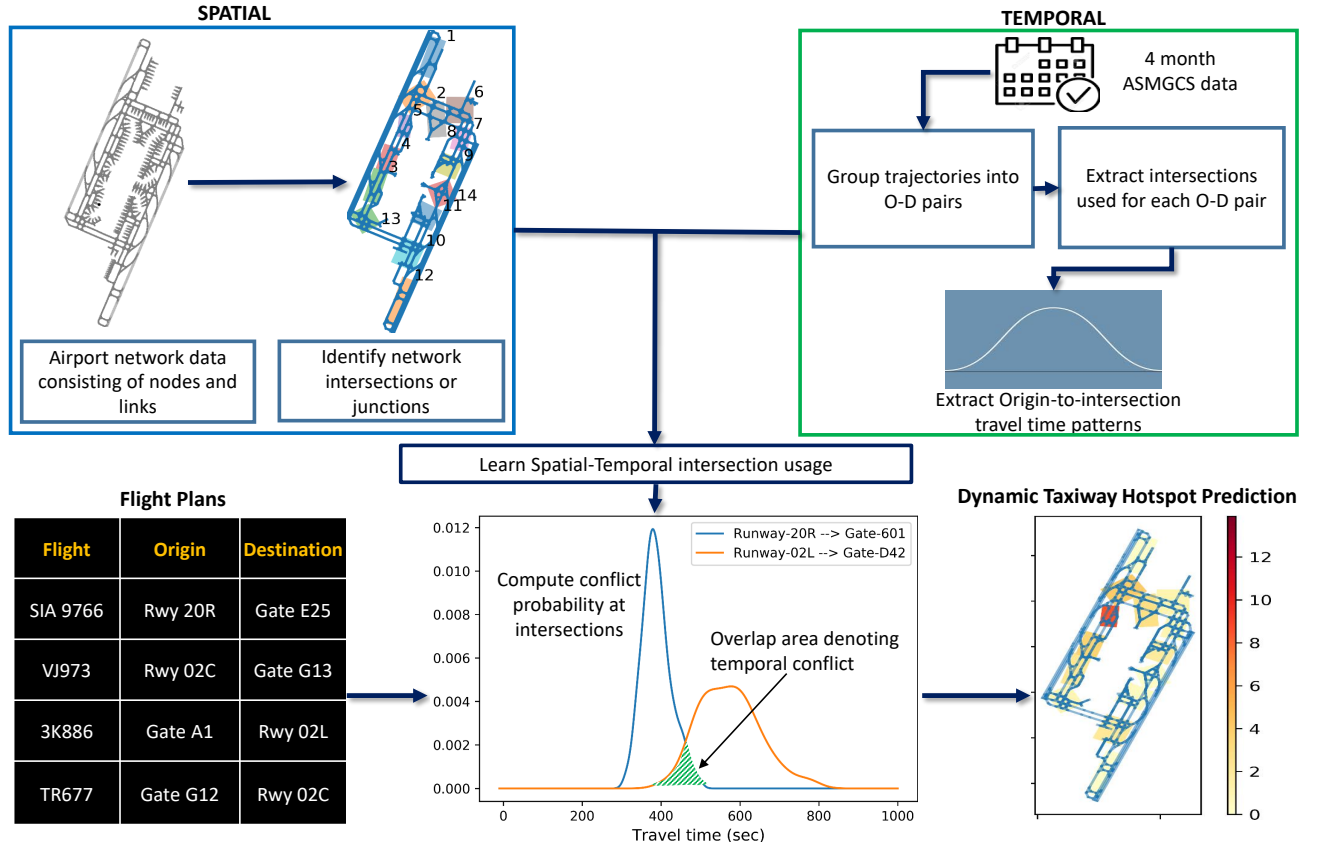 SPATIAL
1
2
6
5
7
8
4
9
3
14
11
13
10
12
Airport network data
consisting of nodes and
links
Identify network
intersections or
junctions
TEMPORAL
4 month
ASMGCS data
Group trajectories into
O-D pairs
Extract intersections
used for each O-D pair
Extract Origin-to-intersection
travel time patterns
Learn Spatial-Temporal intersection usage
Flight Plans
Flight Origin Destination
SIA 9766 Rwy 20R Gate E25
VJ973 Rwy 02C Gate G13
3K886 Gate A1 Rwy 02L
TR677 Gate G12 Rwy 02C
0.012
0.010
0.008
0.006
0.004
0.002
0.000
Runway-20R --> Gate-601
Runway-02L --> Gate-D42
Compute conflict
probability at
intersections
Overlap area denoting
temporal conflict
0 200 400 600 800 1000
Travel time (sec)
Dynamic Taxiway Hotspot Prediction
12
10
8
6
4
2
0